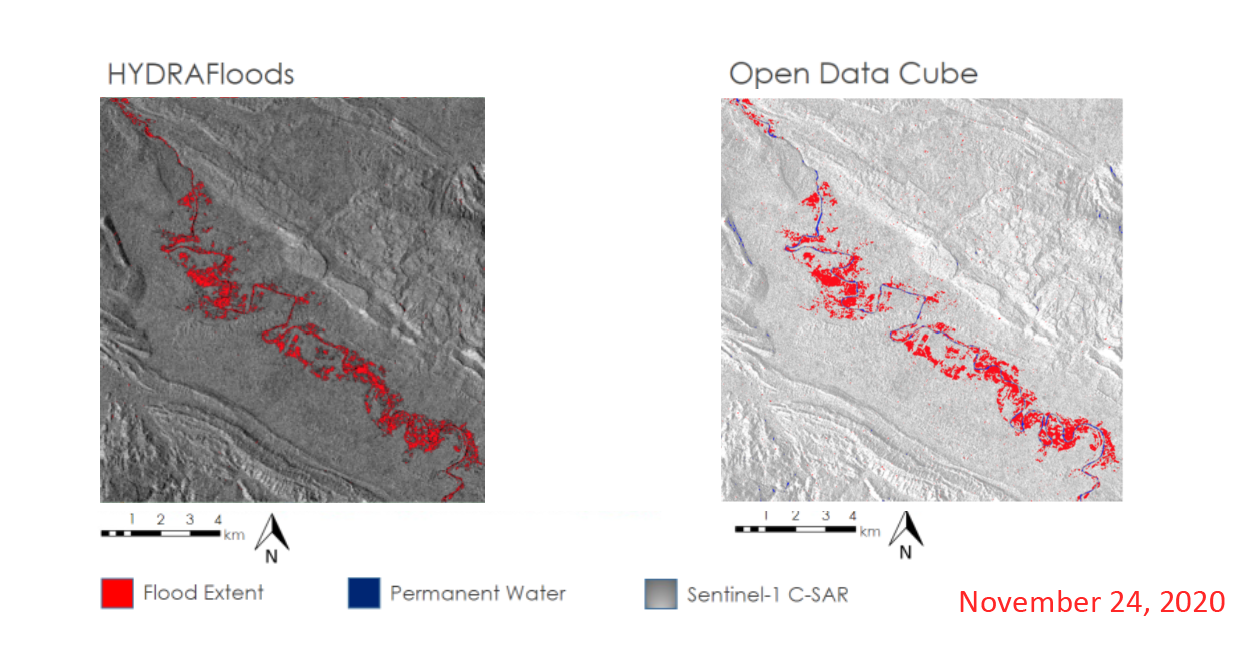 HYDRAFloods
Open Data Cube
1 2 3 4
km
N
1 2 3 4
km
N
Flood Extent
Permanent Water
Sentinel-1 C-SAR
November 24, 2020